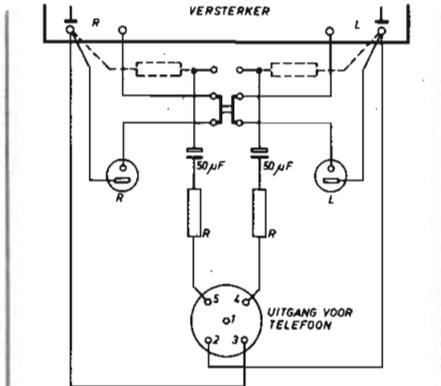 VERSTERKER
R
L
50µF
50µF
R
L
R
R
5
4
1
2
3
UITGANG VOOR
TELEFOON